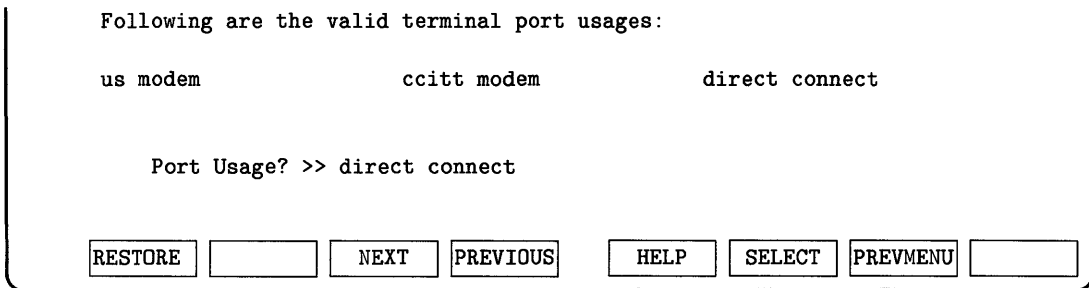 Following are the valid terminal port usages:
us modem ccitt modem direct connect
Port Usage? >> direct connect
RESTORE NEXT PREVIOUS HELP SELECT PREVMENU